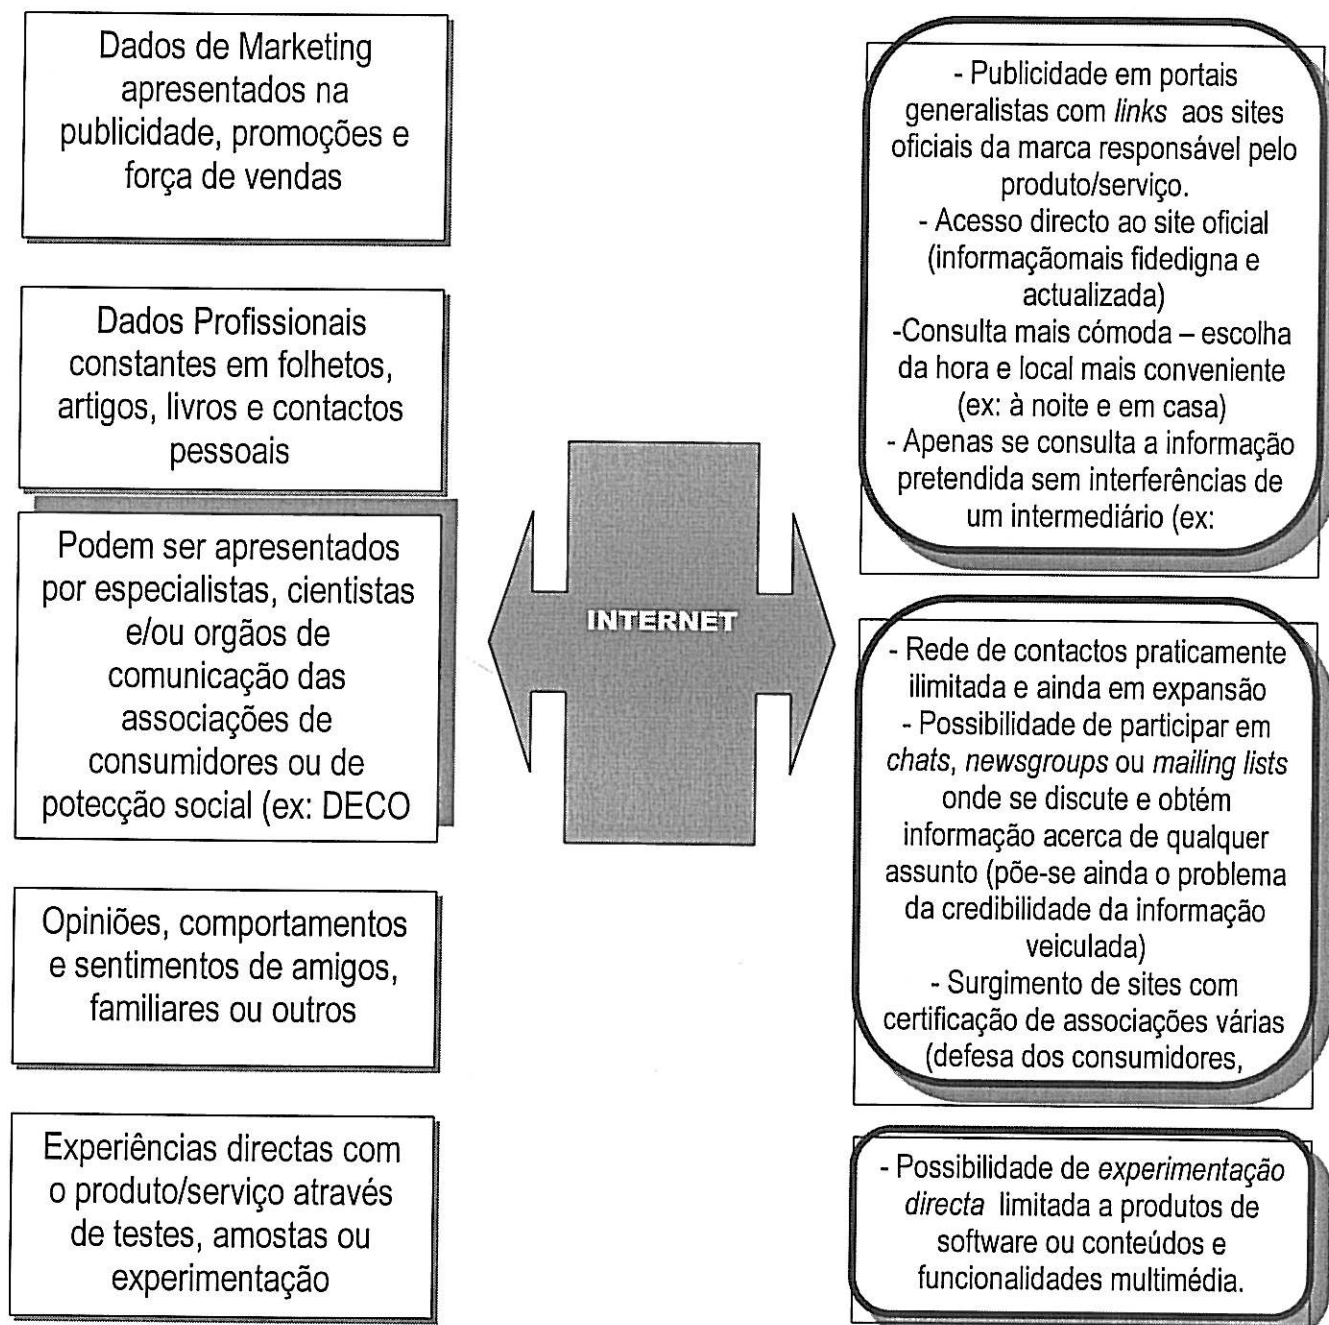 Dados de Marketing
apresentados na
publicidade, promoções e
força de vendas
Dados Profissionais
constantes em folhetos,
artigos, livros e contactos
pessoais
Podem ser apresentados
por especialistas, cientistas
e/ou orgãos de
comunicação das
associações de
consumidores ou de
potecção social (ex: DECO
Opiniões, comportamentos
e sentimentos de amigos,
familiares ou outros
Experiências directas com
o produto/serviço através
de testes, amostas ou
experimentação
INTERNET
- Publicidade em portais
generalistas com links aos sites
oficiais da marca responsável pelo
produto/serviço.
- Acesso directo ao site oficial
(informaçãomais fidedigna e
actualizada)
-Consulta mais cómoda – escolha
da hora e local mais conveniente
(ex: à noite e em casa)
- Apenas se consulta a informação
pretendida sem interferências de
um intermediário (ex:
- Rede de contactos praticamente
ilimitada e ainda em expansão
- Possibilidade de participar em
chats, newsgroups ou mailing lists
onde se discute e obtém
informação acerca de qualquer
assunto (põe-se ainda o problema
da credibilidade da informação
veiculada)
- Surgimento de sites com
certificação de associações várias
(defesa dos consumidores,
- Possibilidade de experimentação
directa limitada a produtos de
software ou conteúdos e
funcionalidades multimédia.